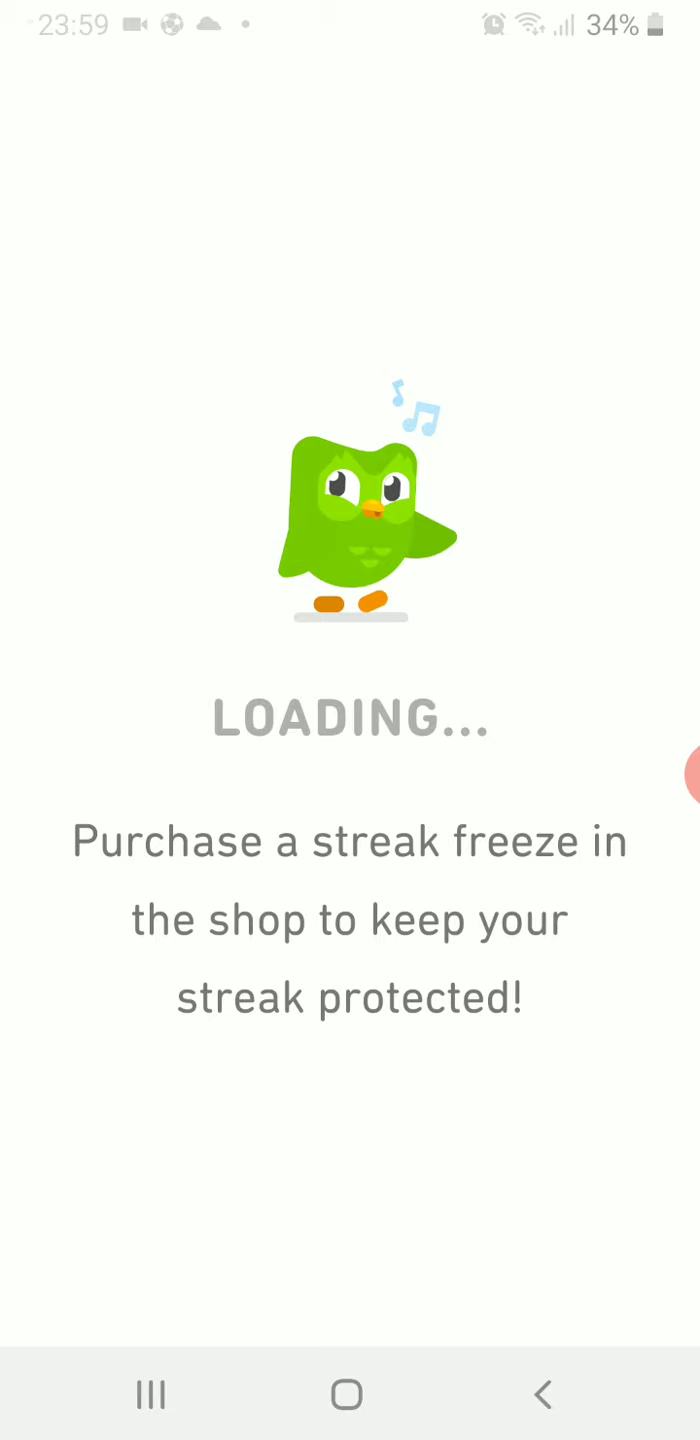 23:59 34%
LOADING...
Purchase a streak freeze in
the shop to keep your
streak protected!